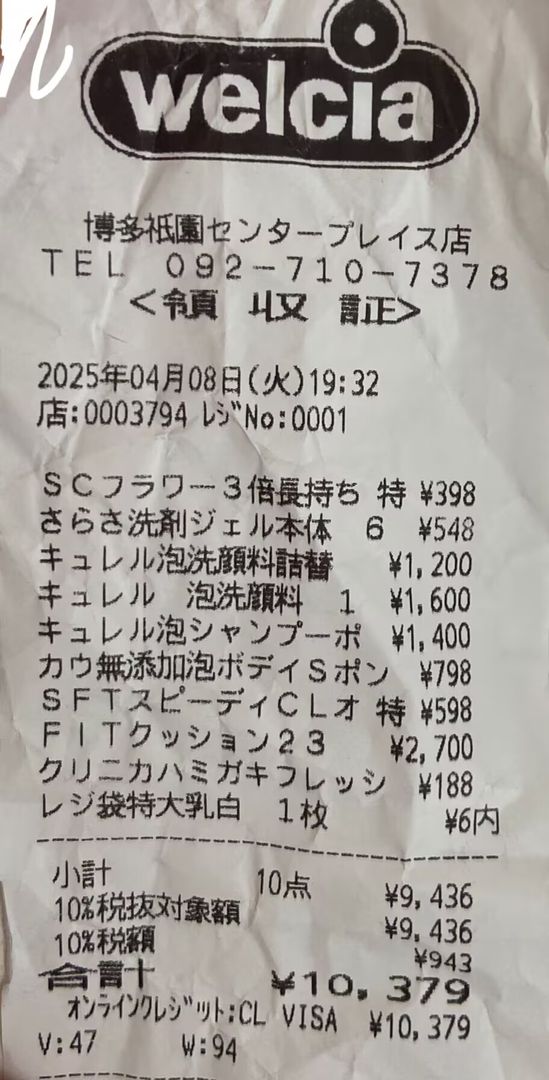 welcia
博多祇園センタープレイス店
TEL 092-710-7378
<領収証>
2025年04月08日(火)19:32
店:0003794 ﾚｼﾞNo:0001
SCフラワー3倍長持ち 特 ¥398
さらさ洗剤ジェル本体 6 ¥548
キュレル泡洗顔料詰替 ¥1,200
キュレル 泡洗顔料 1 ¥1,600
キュレル泡シャンプーポ ¥1,400
カウ無添加泡ボディSポン ¥798
SFTスピーディCLオ 特 ¥598
FITクッション23 ¥2,700
クリニカハミガキフレッシ ¥188
レジ袋特大乳白 1枚 ¥6内
小計 10点 ¥9,436
10%税抜対象額 ¥9,436
10%税額 ¥943
合計 ¥10,379
ｵﾝﾗｲﾝｸﾚｼﾞｯﾄ:CL VISA ¥10,379
V:47 W:94